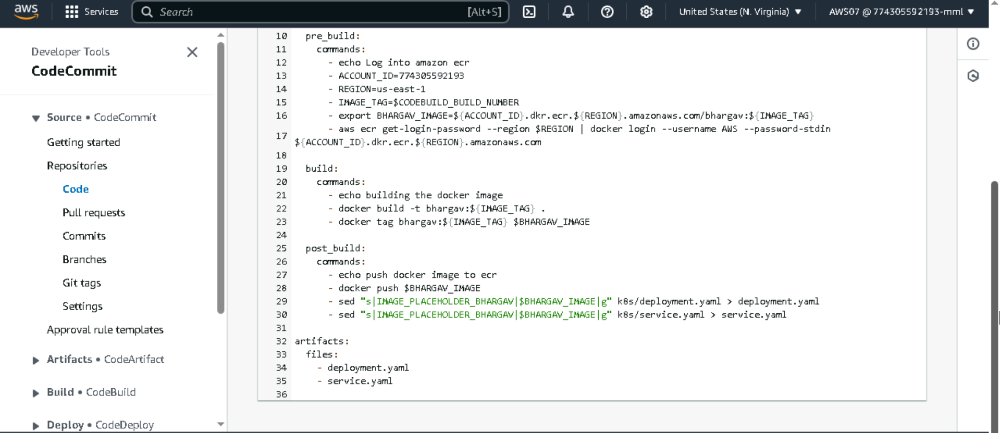 aws
Services
Search
[Alt+S]
United States (N. Virginia)
AWS07 @ 774305592193-mml
Developer Tools
CodeCommit
Source • CodeCommit
Getting started
Repositories
Code
Pull requests
Commits
Branches
Git tags
Settings
Approval rule templates
Artifacts • CodeArtifact
Build • CodeBuild
Deploy • CodeDeploy
10 pre_build:
11 commands:
12 - echo Log into amazon ecr
13 - ACCOUNT_ID=774305592193
14 - REGION=us-east-1
15 - IMAGE_TAG=$CODEBUILD_BUILD_NUMBER
16 - export BHARGAV_IMAGE=${ACCOUNT_ID}.dkr.ecr.${REGION}.amazonaws.com/bhargav:${IMAGE_TAG}
17 - aws ecr get-login-password --region $REGION | docker login --username AWS --password-stdin
${ACCOUNT_ID}.dkr.ecr.${REGION}.amazonaws.com
18
19 build:
20 commands:
21 - echo building the docker image
22 - docker build -t bhargav:${IMAGE_TAG} .
23 - docker tag bhargav:${IMAGE_TAG} $BHARGAV_IMAGE
24
25 post_build:
26 commands:
27 - echo push docker image to ecr
28 - docker push $BHARGAV_IMAGE
29 - sed "s|IMAGE_PLACEHOLDER_BHARGAV|$BHARGAV_IMAGE|g" k8s/deployment.yaml > deployment.yaml
30 - sed "s|IMAGE_PLACEHOLDER_BHARGAV|$BHARGAV_IMAGE|g" k8s/service.yaml > service.yaml
31
32 artifacts:
33 files:
34 - deployment.yaml
35 - service.yaml
36